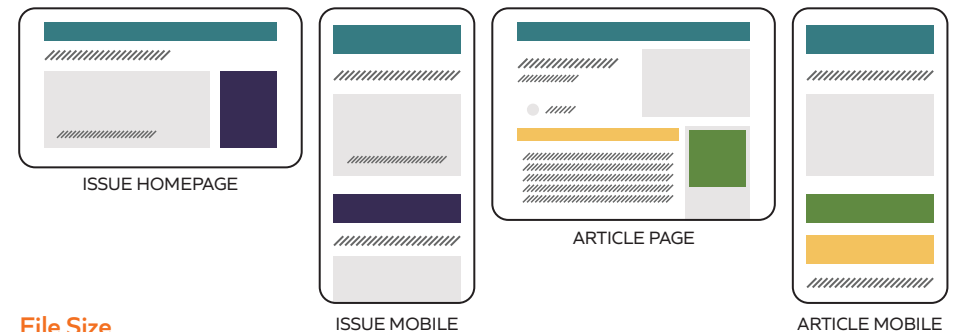 ISSUE HOMEPAGE
ISSUE MOBILE
ARTICLE PAGE
ARTICLE MOBILE
File Size